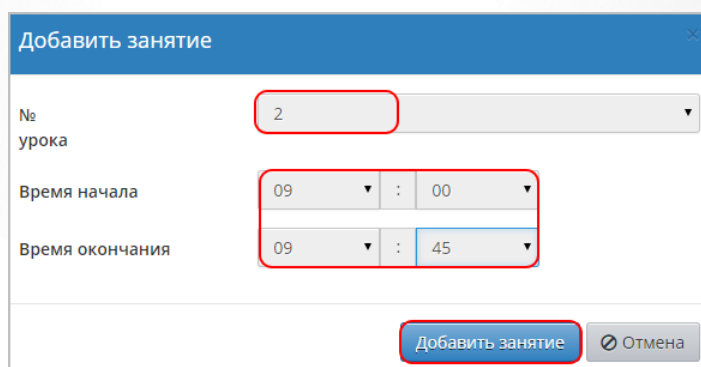 Добавить занятие ×
№ 2
урока
Время начала 09 : 00
Время окончания 09 : 45
Добавить занятие Отмена